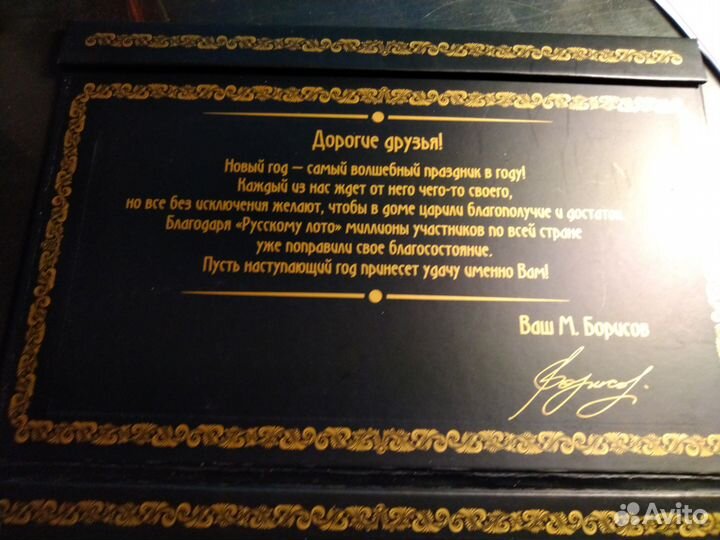 Дорогие друзья!
Новый год — самый волшебный праздник в году!
Каждый из нас ждет от него чего-то своего,
но все без исключения желают, чтобы в доме царили благополучие и достаток.
Благодаря «Русскому лото» миллионы участников по всей стране
уже поправили свое благосостояние.
Пусть наступающий год принесет удачу именно Вам!
Ваш М. Борисов
Борисов.
Avito